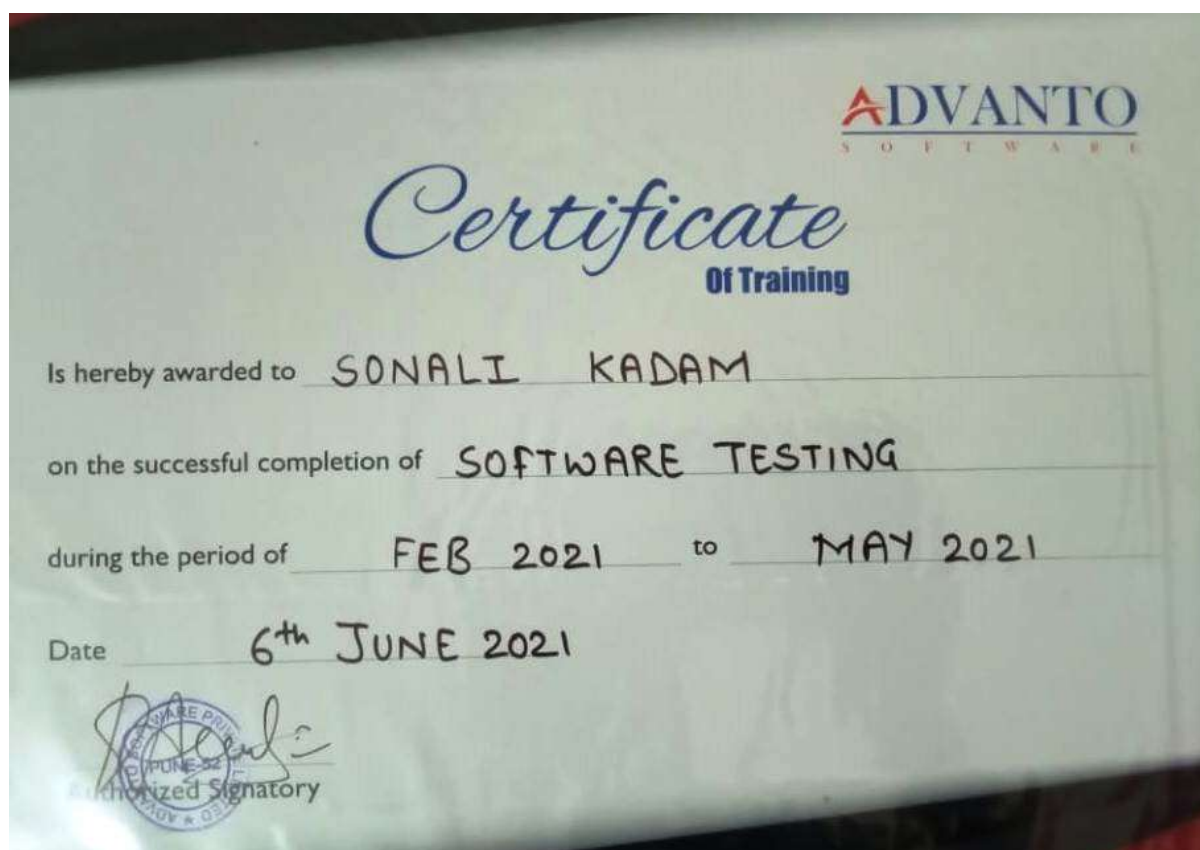 ADVANTO
SOFTWARE
Certificate
Of Training
Is hereby awarded to SONALI KADAM
on the successful completion of SOFTWARE TESTING
during the period of FEB 2021 to MAY 2021
Date 6th JUNE 2021
PUNE-52
Authorized Signatory